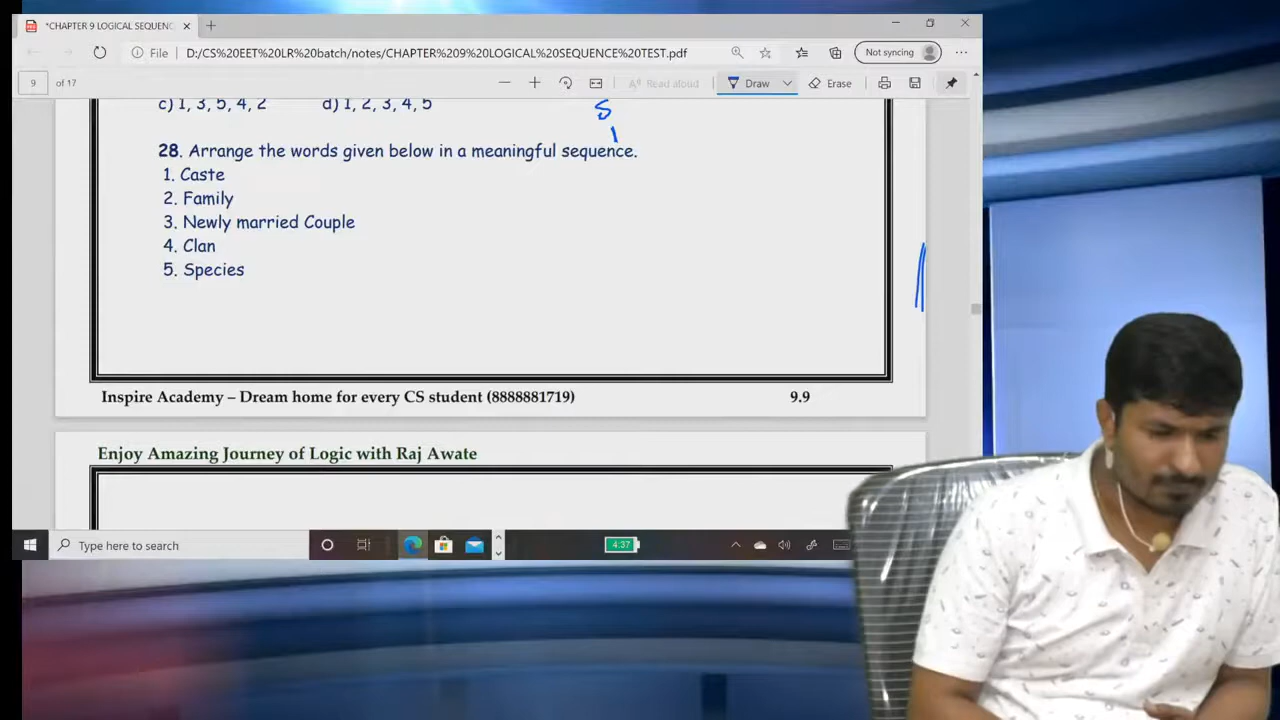 *CHAPTER 9 LOGICAL SEQUENC
File D:/CS%20EET%20LR%20batch/notes/CHAPTER%209%20LOGICAL%20SEQUENCE%20TEST.pdf Not syncing
9 of 17 Read aloud Draw Erase
c) 1, 3, 5, 4, 2 d) 1, 2, 3, 4, 5
5
1
28. Arrange the words given below in a meaningful sequence.
1. Caste
2. Family
3. Newly married Couple
4. Clan
5. Species
Inspire Academy – Dream home for every CS student (8888881719) 9.9
Enjoy Amazing Journey of Logic with Raj Awate
Type here to search 4:37